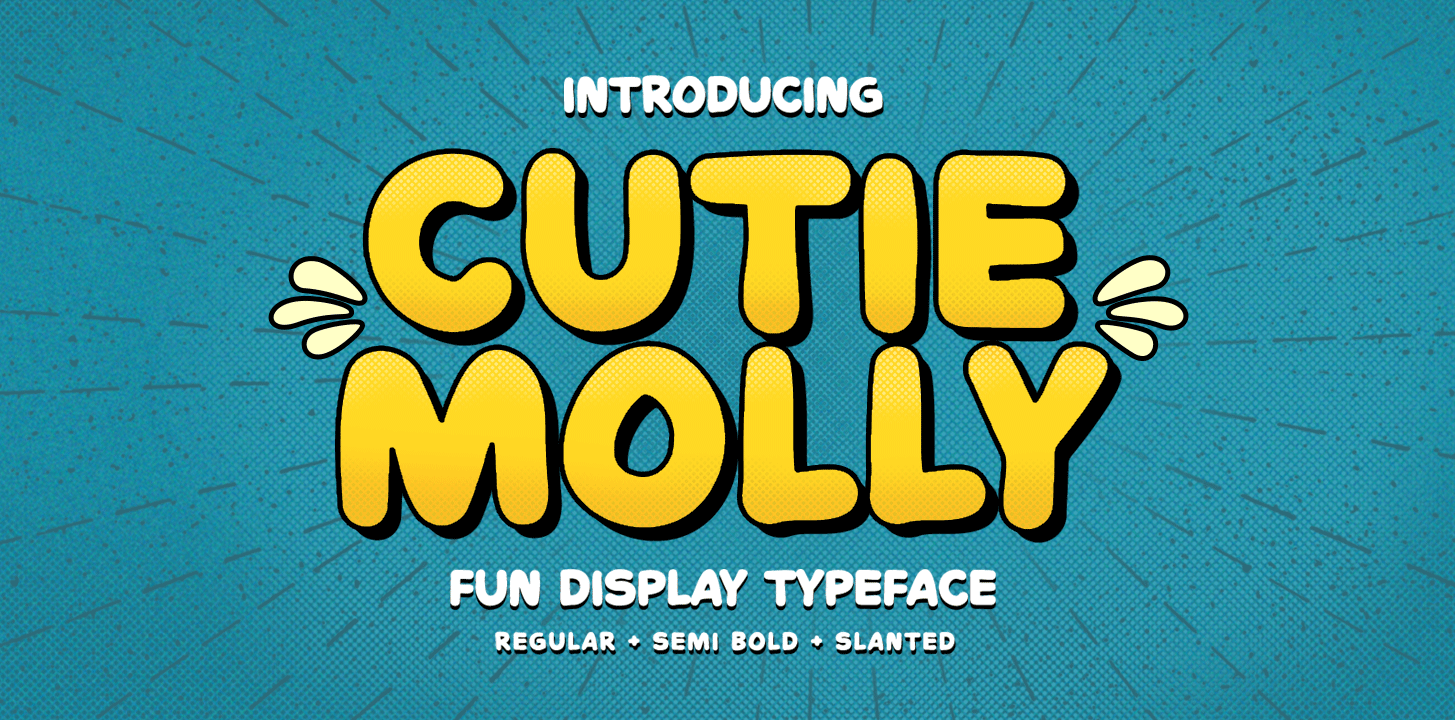 INTRODUCING
CUTIE
MOLLY
FUN DISPLAY TYPEFACE
REGULAR + SEMI BOLD + SLANTED